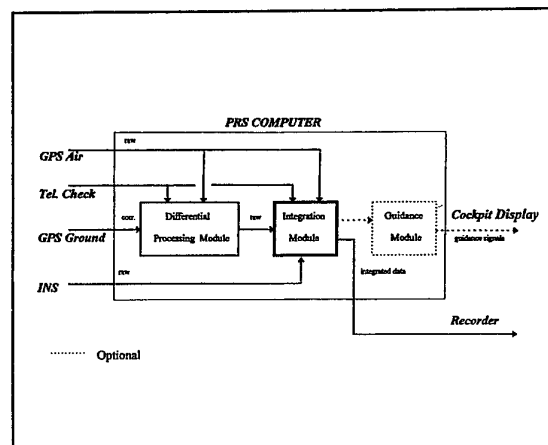 PRS COMPUTER
raw
GPS Air
Tel. Check
corr.
GPS Ground
Differential
Processing Module
raw
Integration
Module
Guidance
Module
Cockpit Display
guidance signals
integrated data
raw
INS
Recorder
Optional